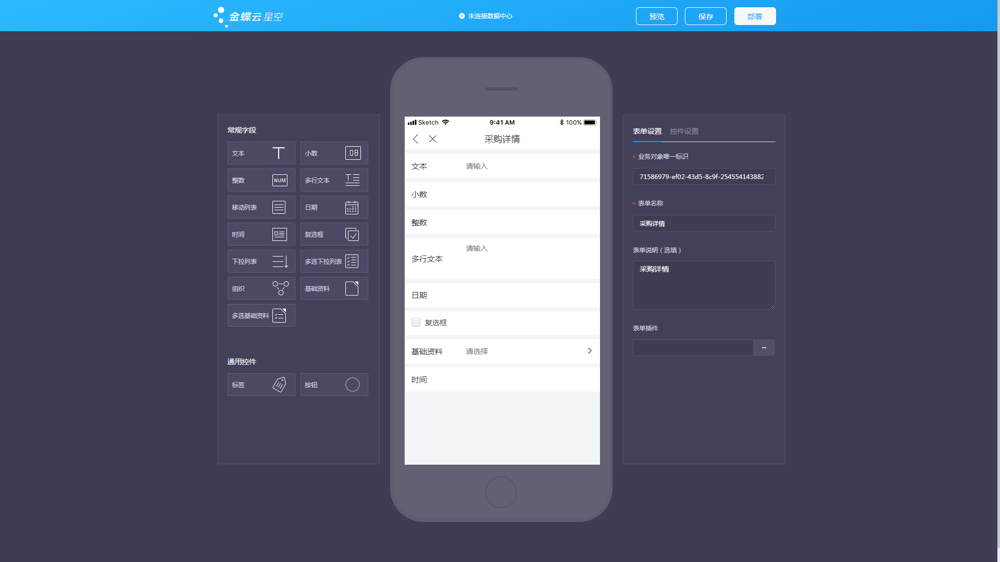 金蝶云 星空
未连接数据中心
预览
保存
部署
常规字段
文本
小数
.08
整数
NUM
多行文本
移动列表
日期
时间
复选框
下拉列表
多选下拉列表
组织
基础资料
多选基础资料
通用控件
标签
按钮
Sketch
9:41 AM
100%
采购详情
文本 请输入
小数
整数
多行文本 请输入
日期
复选框
基础资料 请选择
时间
表单设置 控件设置
* 业务对象唯一标识
71586979-ef02-43d5-8c9f-254554143882
* 表单名称
采购详情
表单说明 ( 选填 )
采购详情
表单插件
...